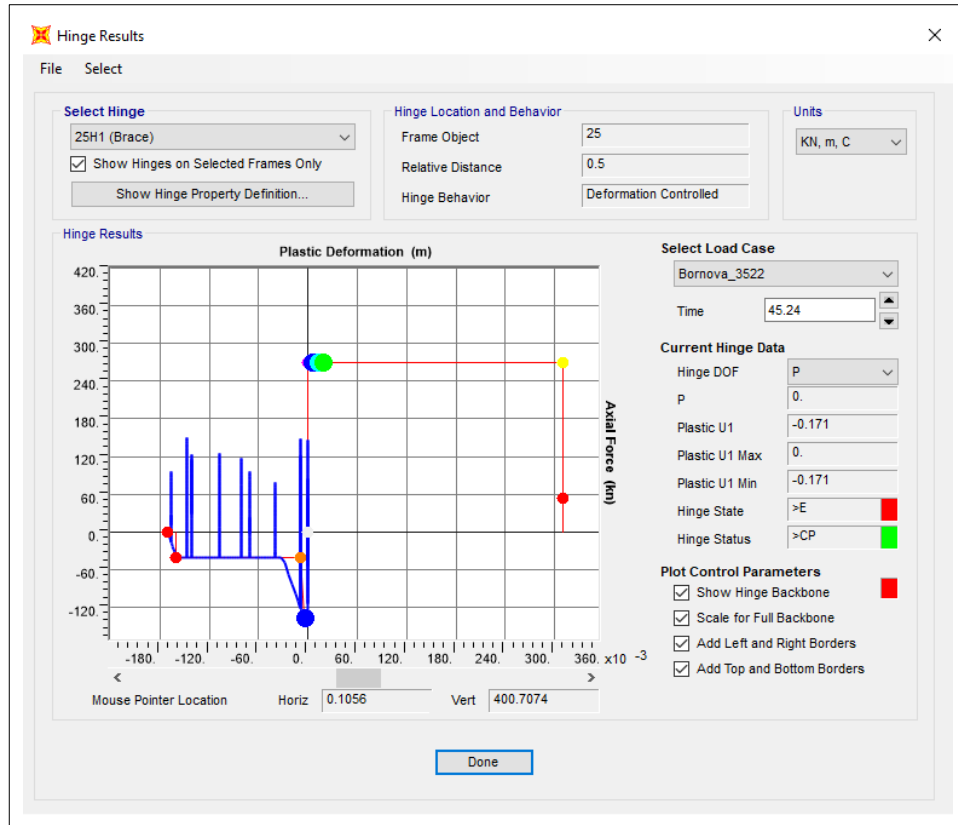 Hinge Results
File Select
Select Hinge
25H1 (Brace)
Show Hinges on Selected Frames Only
Show Hinge Property Definition...
Hinge Location and Behavior
Frame Object 25
Relative Distance 0.5
Hinge Behavior Deformation Controlled
Units
KN, m, C
Hinge Results
Plastic Deformation (m)
420.
360.
300.
240.
180.
120.
60.
0.
-60.
-120.
-180. -120. -60. 0. 60. 120. 180. 240. 300. 360. x10 -3
Axial Force (kn)
Mouse Pointer Location Horiz 0.1056 Vert 400.7074
Select Load Case
Bornova_3522
Time 45.24
Current Hinge Data
Hinge DOF P
P 0.
Plastic U1 -0.171
Plastic U1 Max 0.
Plastic U1 Min -0.171
Hinge State >E
Hinge Status >CP
Plot Control Parameters
Show Hinge Backbone
Scale for Full Backbone
Add Left and Right Borders
Add Top and Bottom Borders
Done